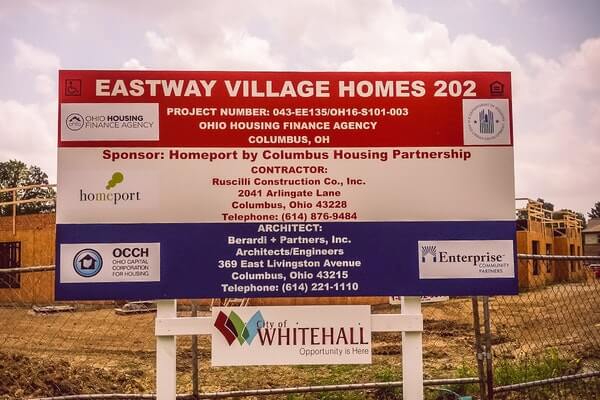 EASTWAY VILLAGE HOMES 202
PROJECT NUMBER: 043-EE135/OH16-S101-003
OHIO HOUSING FINANCE AGENCY
COLUMBUS, OH
OHIO HOUSING
FINANCE AGENCY
Sponsor: Homeport by Columbus Housing Partnership
homeport
CONTRACTOR:
Ruscilli Construction Co., Inc.
2041 Arlingate Lane
Columbus, Ohio 43228
Telephone: (614) 876-9484
ARCHITECT:
Berardi + Partners, Inc.
Architects/Engineers
369 East Livingston Avenue
Columbus, Ohio 43215
Telephone: (614) 221-1110
OCCH
OHIO CAPITAL
CORPORATION
FOR HOUSING
Enterprise
COMMUNITY
PARTNERS
City of
WHITEHALL
Opportunity is Here